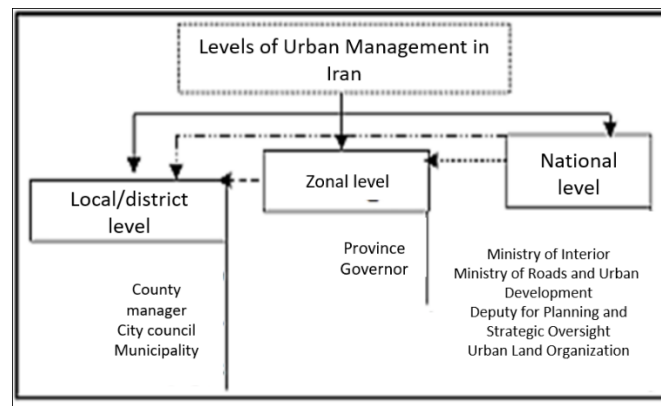 Levels of Urban Management in
Iran
National
level
Zonal level
Local/district
level
Province
Governor
Ministry of Interior
Ministry of Roads and Urban
Development
Deputy for Planning and
Strategic Oversight
Urban Land Organization
County
manager
City council
Municipality